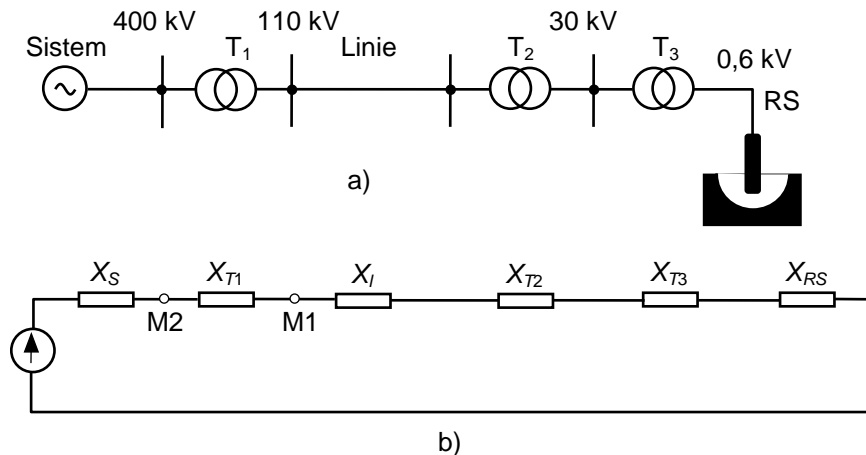 400 kV 110 kV 30 kV
Sistem T1 Linie T2 T3 0,6 kV
RS
a)
XS XT1 Xl XT2 XT3 XRS
M2 M1
b)